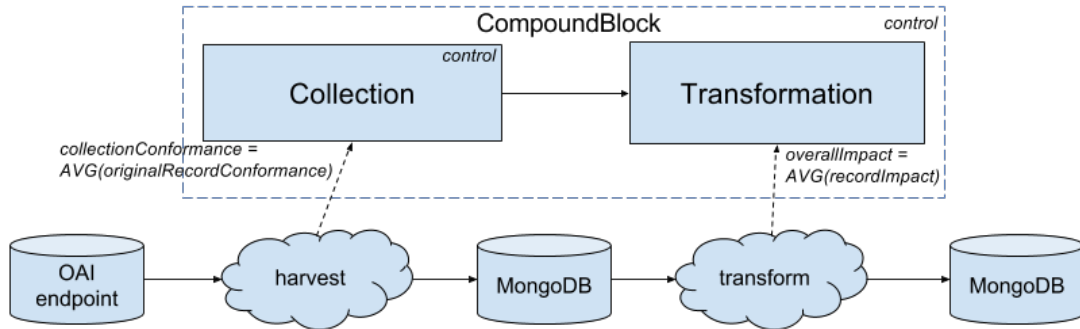 CompoundBlock
control
control
Collection
Transformation
collectionConformance =
AVG(originalRecordConformance)
overallImpact =
AVG(recordImpact)
OAI
endpoint
harvest
MongoDB
transform
MongoDB